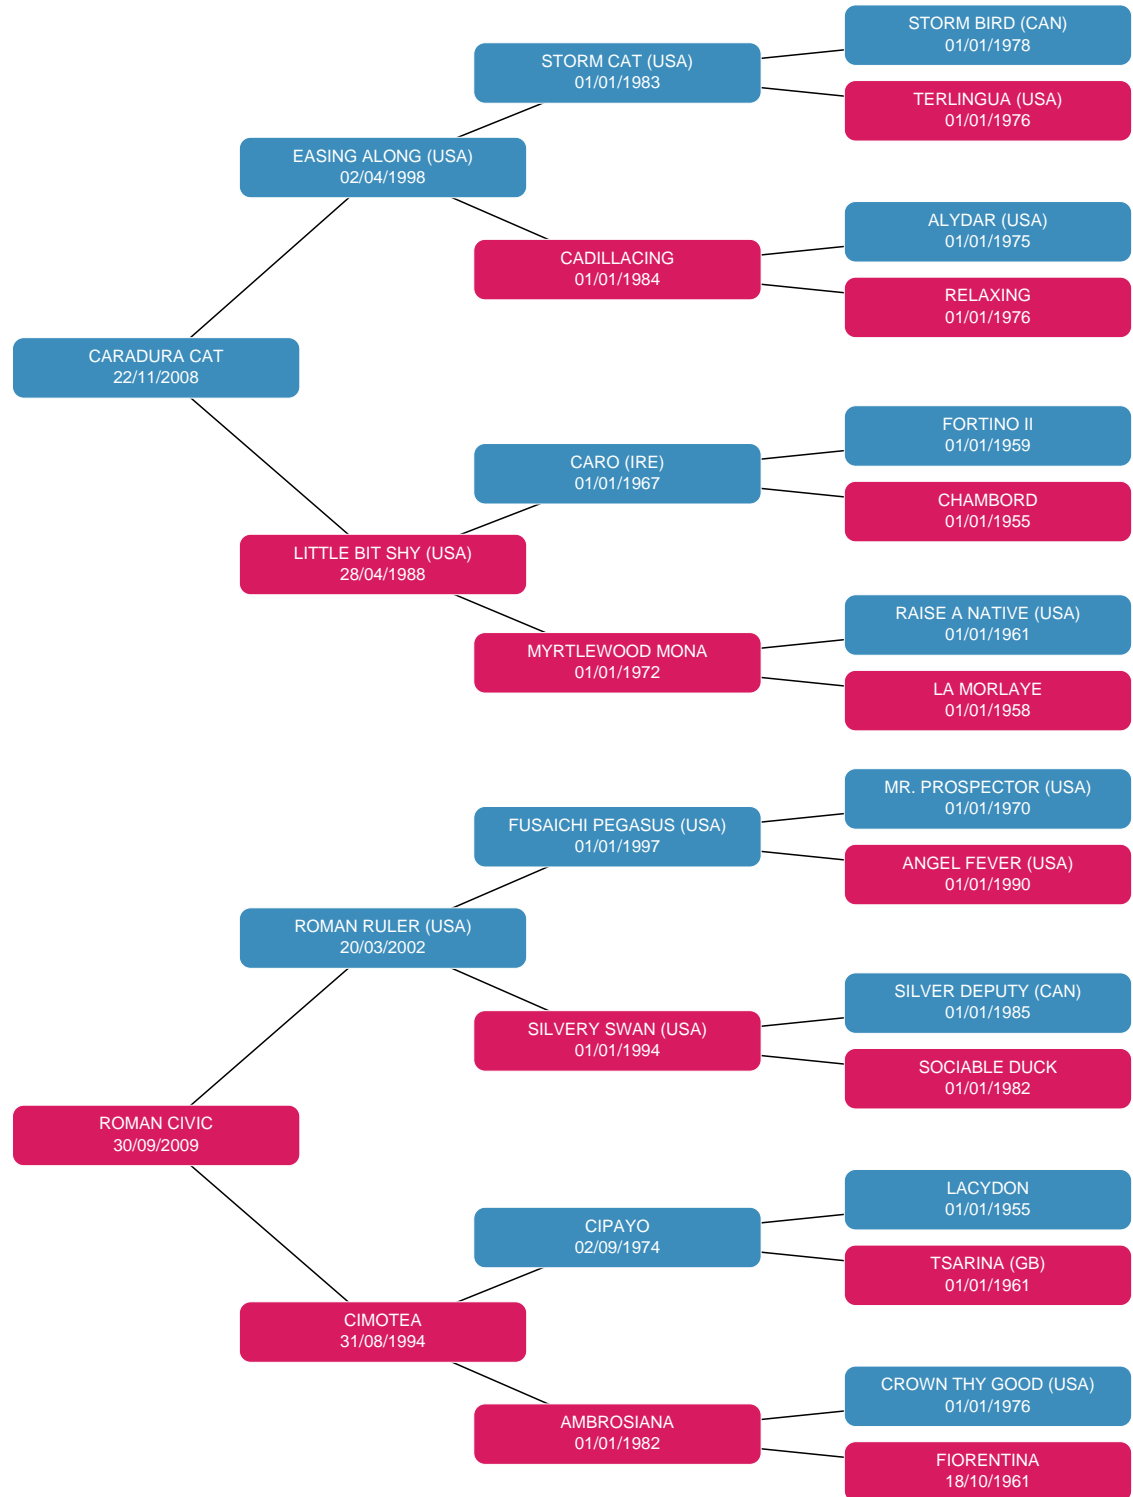 STORM BIRD (CAN)
01/01/1978
STORM CAT (USA)
01/01/1983
TERLINGUA (USA)
01/01/1976
EASING ALONG (USA)
02/04/1998
ALYDAR (USA)
01/01/1975
CADILLACING
01/01/1984
RELAXING
01/01/1976
CARADURA CAT
22/11/2008
FORTINO II
01/01/1959
CARO (IRE)
01/01/1967
CHAMBORD
01/01/1955
LITTLE BIT SHY (USA)
28/04/1988
RAISE A NATIVE (USA)
01/01/1961
MYRTLEWOOD MONA
01/01/1972
LA MORLAYE
01/01/1958
MR. PROSPECTOR (USA)
01/01/1970
FUSAICHI PEGASUS (USA)
01/01/1997
ANGEL FEVER (USA)
01/01/1990
ROMAN RULER (USA)
20/03/2002
SILVER DEPUTY (CAN)
01/01/1985
SILVERY SWAN (USA)
01/01/1994
SOCIABLE DUCK
01/01/1982
ROMAN CIVIC
30/09/2009
LACYDON
01/01/1955
CIPAYO
02/09/1974
TSARINA (GB)
01/01/1961
CIMOTEA
31/08/1994
CROWN THY GOOD (USA)
01/01/1976
AMBROSIANA
01/01/1982
FIORENTINA
18/10/1961